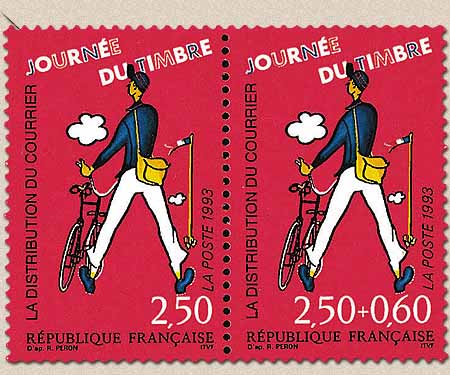 JOURNÉE
DU TIMBRE
LA DISTRIBUTION DU COURRIER
LA POSTE 1993
2,50
RÉPUBLIQUE FRANÇAISE
D'ap. R. PERON
ITVF
JOURNÉE
DU TIMBRE
LA DISTRIBUTION DU COURRIER
LA POSTE 1993
2,50+0,60
RÉPUBLIQUE FRANÇAISE
D'ap. R. PERON
ITVF